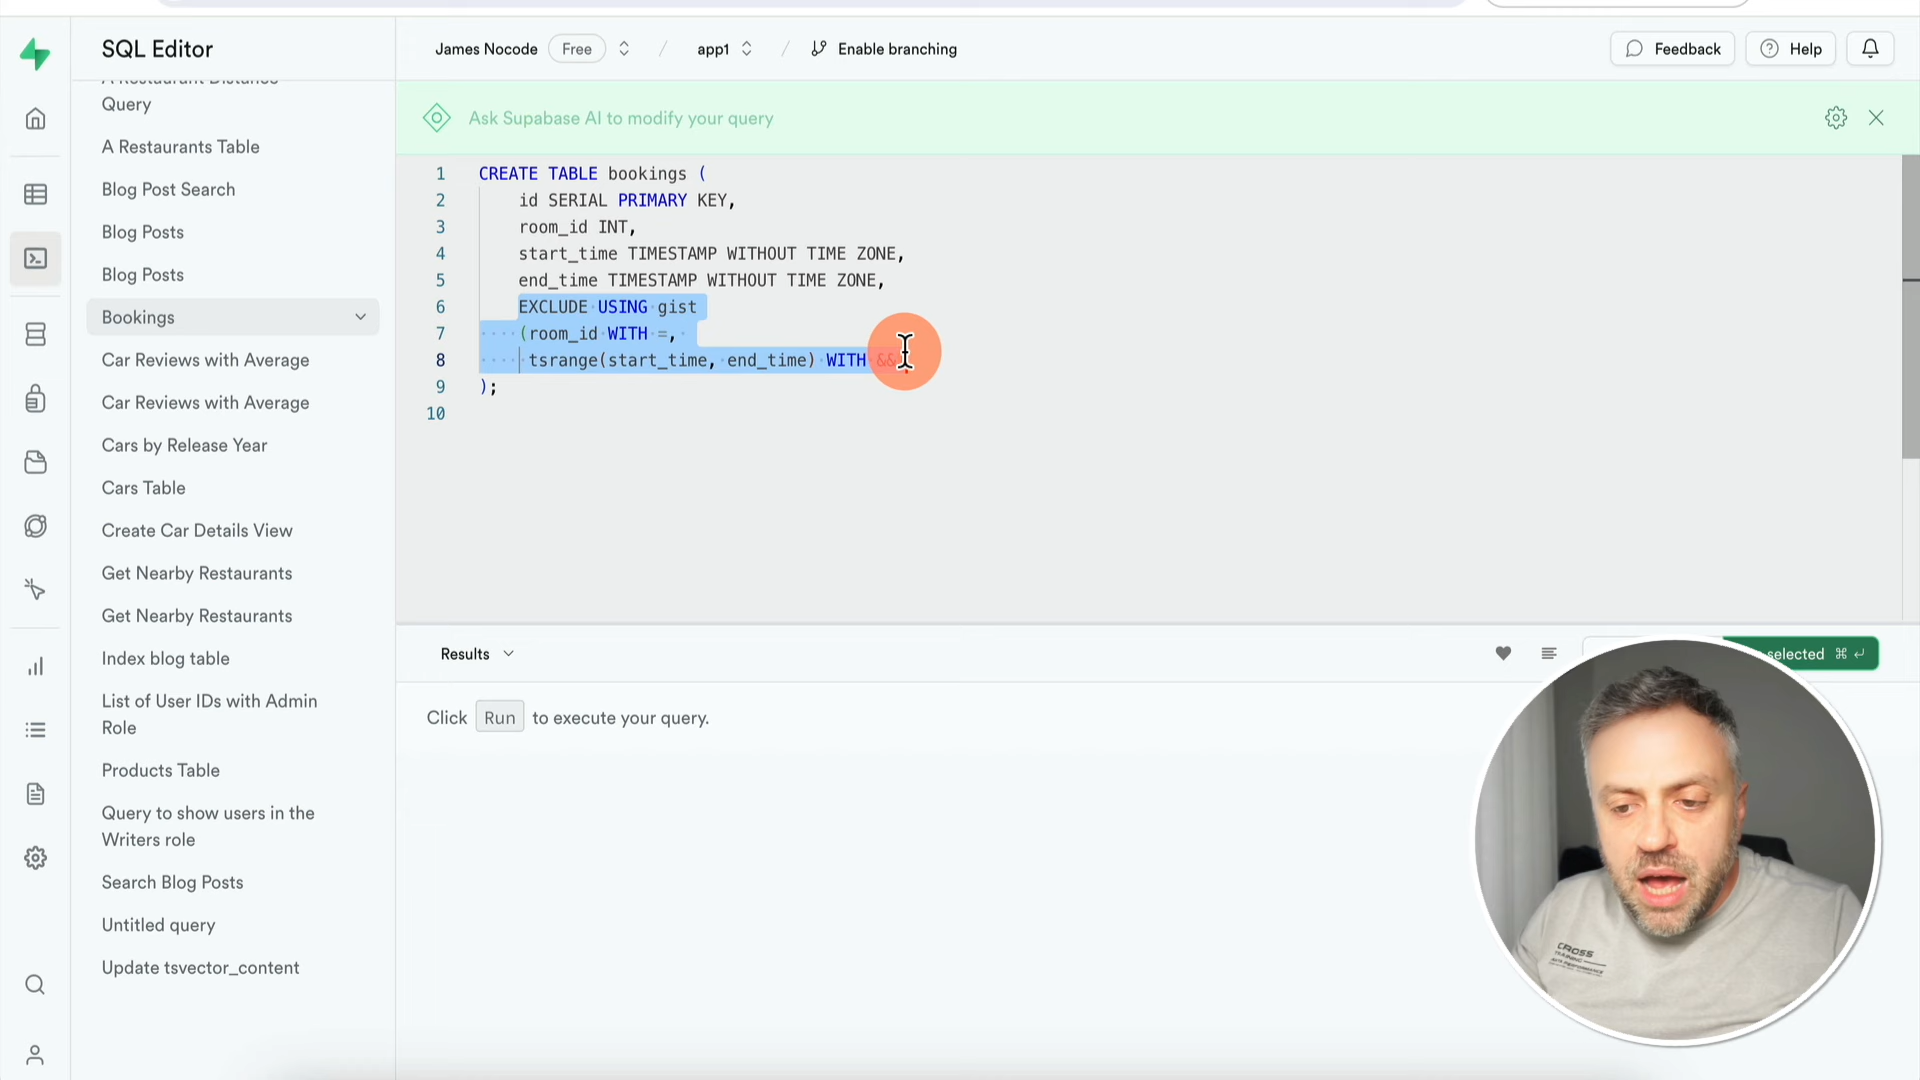 SQL Editor
James Nocode Free / app1 / Enable branching
Feedback
Help
A Restaurant Distance
Query
A Restaurants Table
Blog Post Search
Blog Posts
Blog Posts
Bookings
Car Reviews with Average
Car Reviews with Average
Cars by Release Year
Cars Table
Create Car Details View
Get Nearby Restaurants
Get Nearby Restaurants
Index blog table
List of User IDs with Admin
Role
Products Table
Query to show users in the
Writers role
Search Blog Posts
Untitled query
Update tsvector_content
Ask Supabase AI to modify your query
1 CREATE TABLE bookings (
2 id SERIAL PRIMARY KEY,
3 room_id INT,
4 start_time TIMESTAMP WITHOUT TIME ZONE,
5 end_time TIMESTAMP WITHOUT TIME ZONE,
6 EXCLUDE USING gist
7 (room_id WITH =,
8 tsrange(start_time, end_time) WITH &&
9 );
10
Results
selected ⌘ ↵
Click Run to execute your query.
CROSS
TRAINING